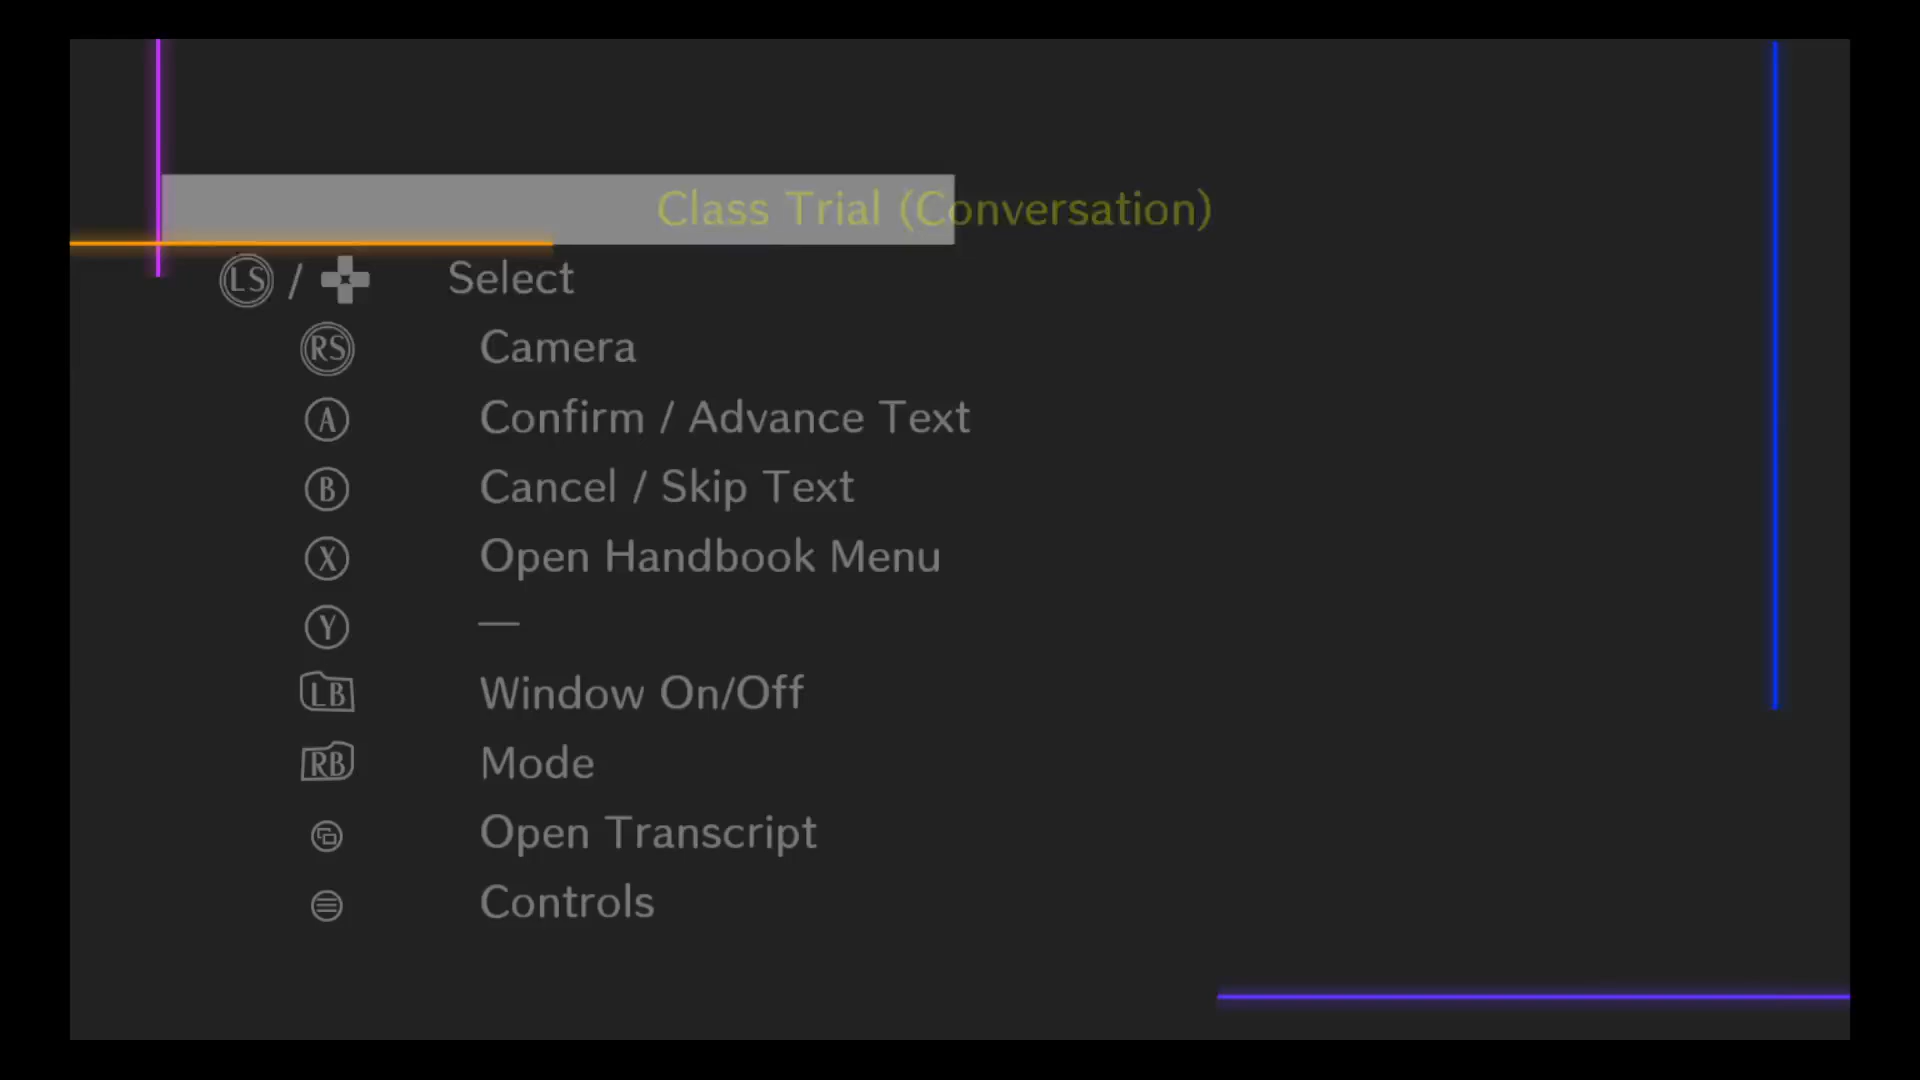 Class Trial (Conversation)
LS / Select
RS Camera
A Confirm / Advance Text
B Cancel / Skip Text
X Open Handbook Menu
Y —
LB Window On/Off
RB Mode
Open Transcript
Controls